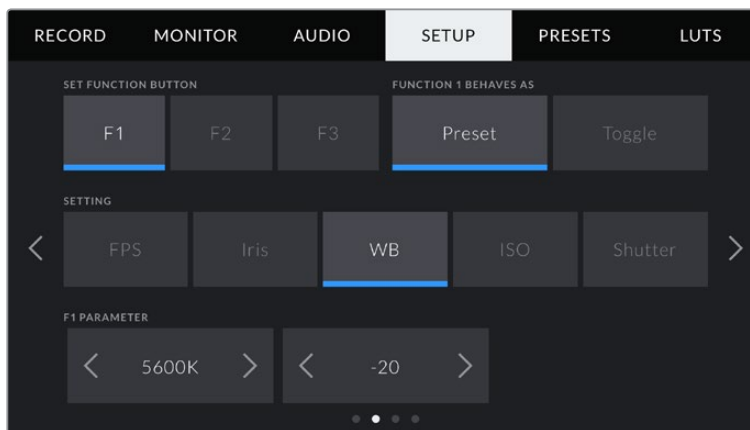 RECORD MONITOR AUDIO SETUP PRESETS LUTS
SET FUNCTION BUTTON FUNCTION 1 BEHAVES AS
F1 F2 F3 Preset Toggle
SETTING
FPS Iris WB ISO Shutter
F1 PARAMETER
5600K -20